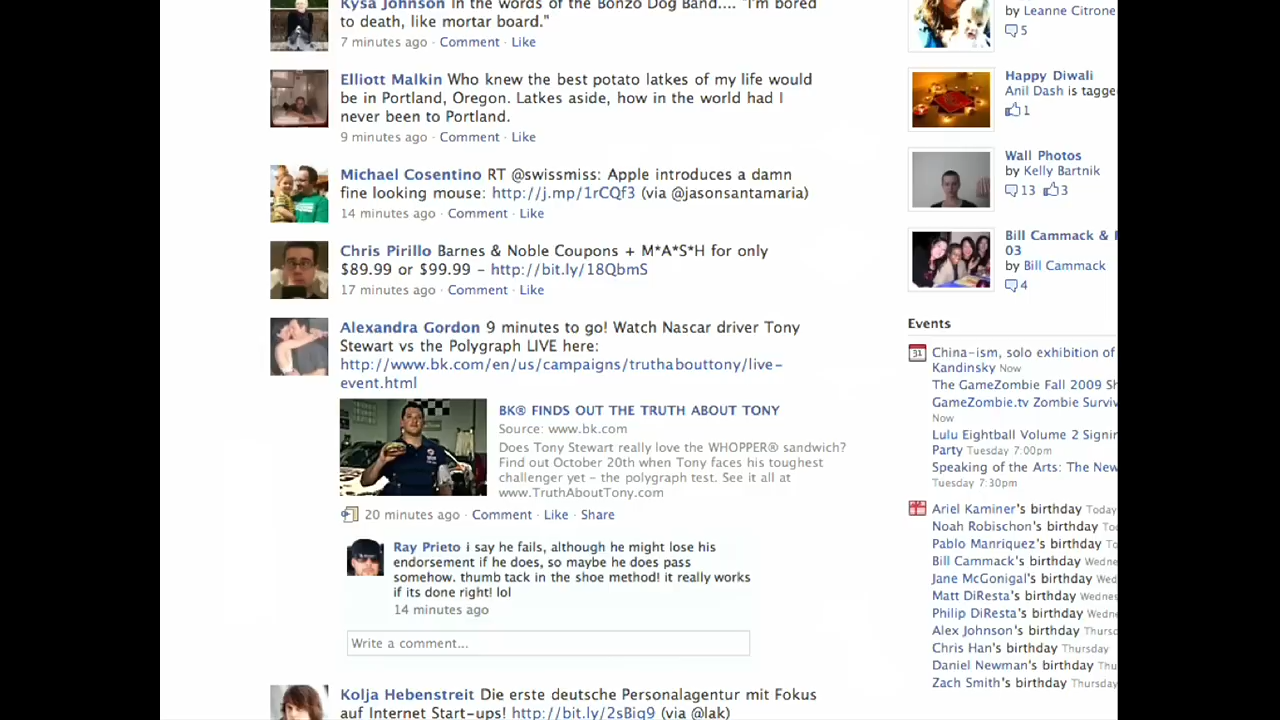 Kysa Johnson In the words of the Bonzo Dog Band.... "I'm bored
to death, like mortar board."
7 minutes ago · Comment · Like
Elliott Malkin Who knew the best potato latkes of my life would
be in Portland, Oregon. Latkes aside, how in the world had I
never been to Portland.
9 minutes ago · Comment · Like
Michael Cosentino RT @swissmiss: Apple introduces a damn
fine looking mouse: http://j.mp/1rCQf3 (via @jasonsantamaria)
14 minutes ago · Comment · Like
Chris Pirillo Barnes & Noble Coupons + M*A*S*H for only
$89.99 or $99.99 – http://bit.ly/18QbmS
17 minutes ago · Comment · Like
Alexandra Gordon 9 minutes to go! Watch Nascar driver Tony
Stewart vs the Polygraph LIVE here:
http://www.bk.com/en/us/campaigns/truthabouttony/live-
event.html
BK® FINDS OUT THE TRUTH ABOUT TONY
Source: www.bk.com
Does Tony Stewart really love the WHOPPER® sandwich?
Find out October 20th when Tony faces his toughest
challenger yet – the polygraph test. See it all at
www.TruthAboutTony.com
20 minutes ago · Comment · Like · Share
Ray Prieto i say he fails, although he might lose his
endorsement if he does, so maybe he does pass
somehow. thumb tack in the shoe method! it really works
if its done right! lol
14 minutes ago
Write a comment...
Kolja Hebenstreit Die erste deutsche Personalagentur mit Fokus
auf Internet Start-ups! http://bit.ly/2sBig9 (via @lak)
by Leanne Citrone
5
Happy Diwali
Anil Dash is tagge
1
Wall Photos
by Kelly Bartnik
13 3
Bill Cammack &
03
by Bill Cammack
4
Events
31
China-ism, solo exhibition of
Kandinsky Now
The GameZombie Fall 2009 Sh
GameZombie.tv Zombie Surviv
Now
Lulu Eightball Volume 2 Signin
Party Tuesday 7:00pm
Speaking of the Arts: The New
Tuesday 7:30pm
Ariel Kaminer's birthday Today
Noah Robischon's birthday To
Pablo Manriquez's birthday T
Bill Cammack's birthday Wedne
Jane McGonigal's birthday Wed
Matt DiResta's birthday Wednes
Philip DiResta's birthday Wedn
Alex Johnson's birthday Thursd
Chris Han's birthday Thursday
Daniel Newman's birthday Thu
Zach Smith's birthday Thursday